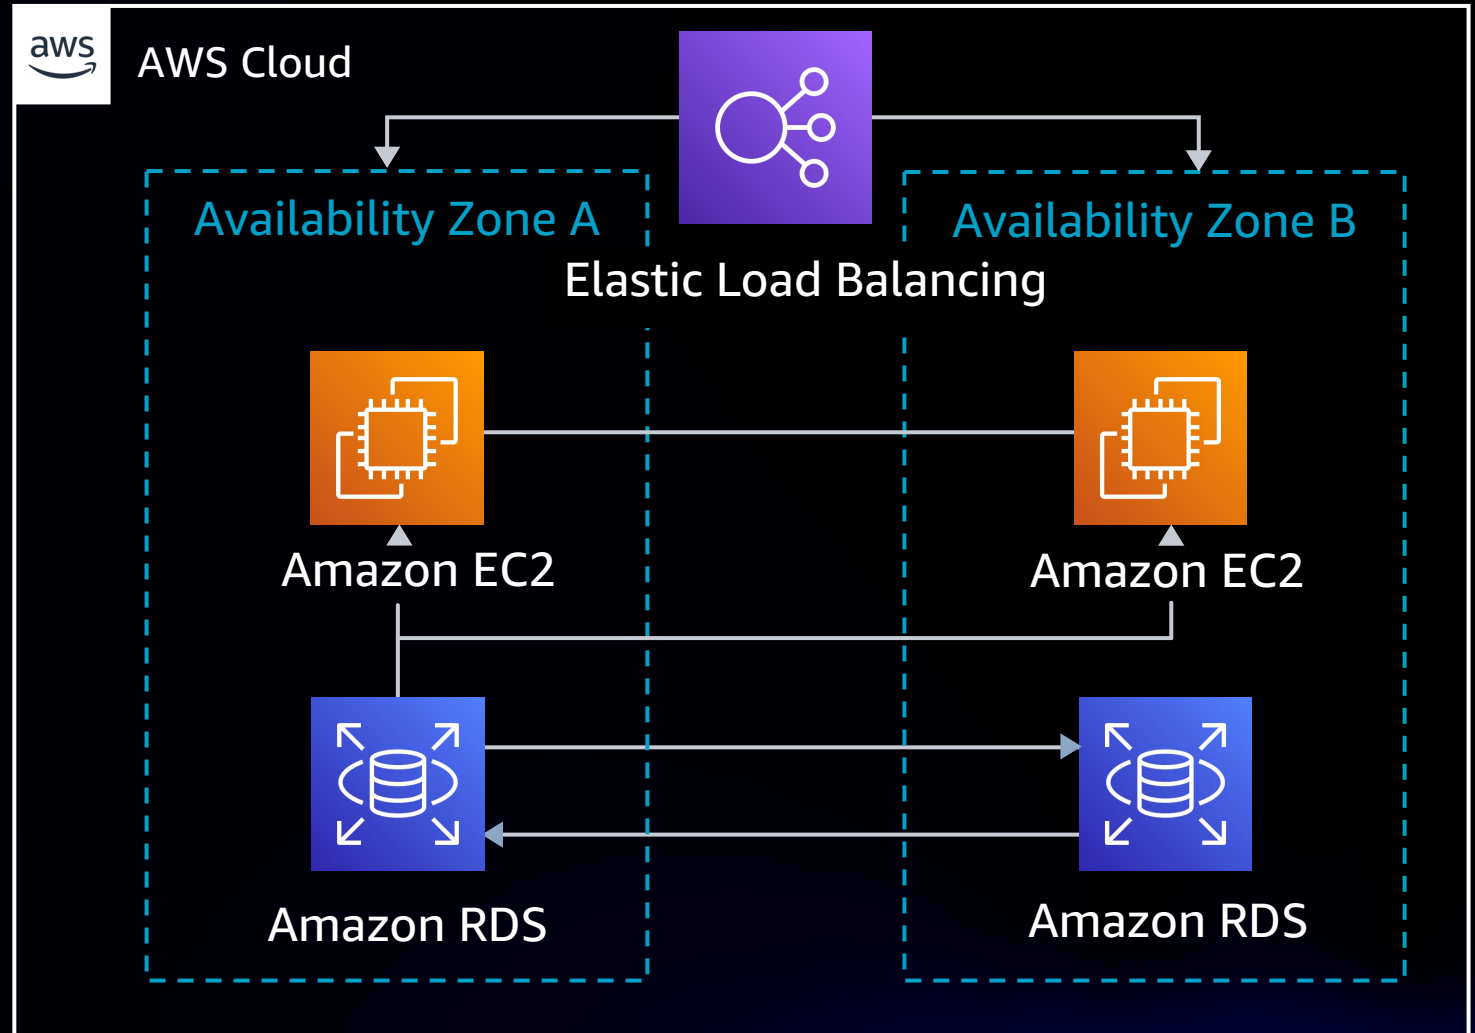 aws
AWS Cloud
Availability Zone A
Availability Zone B
Elastic Load Balancing
Amazon EC2
Amazon EC2
Amazon RDS
Amazon RDS